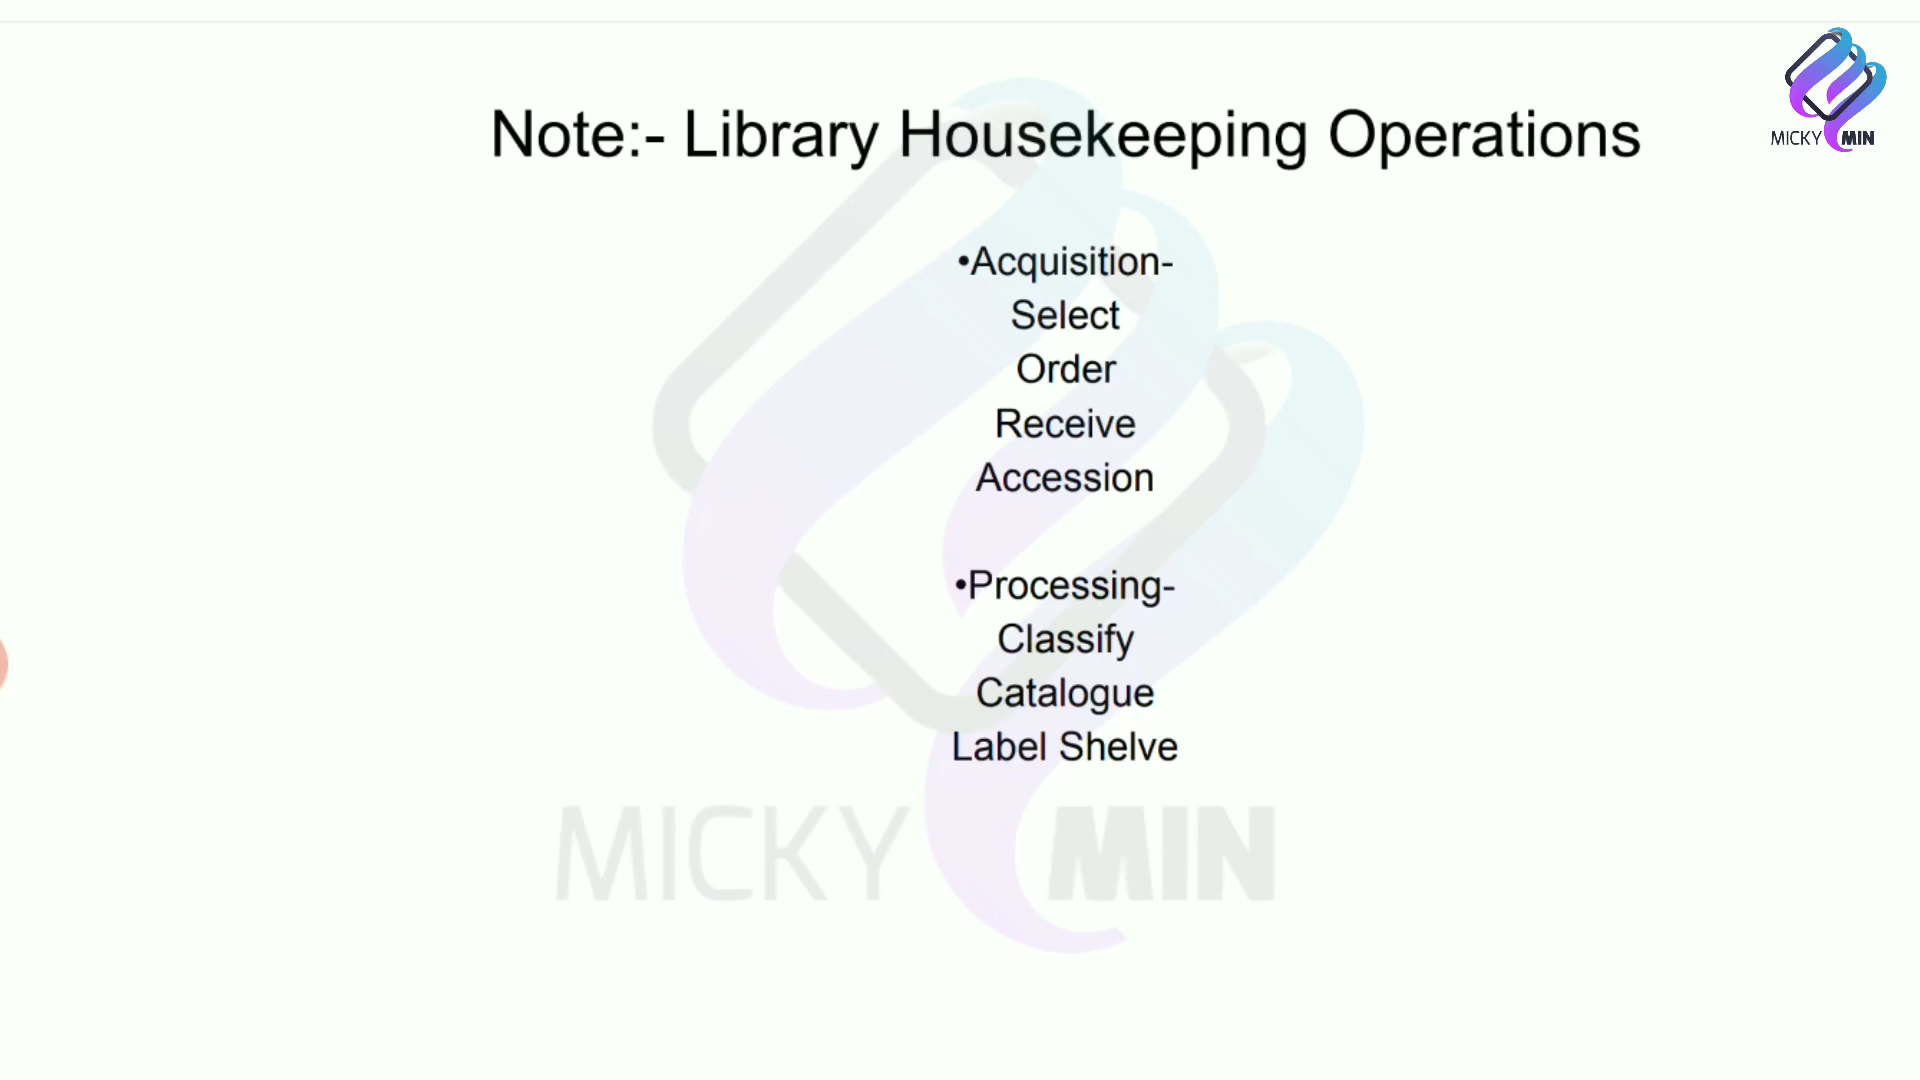 MICKY MIN
Note:- Library Housekeeping Operations
•Acquisition-
Select
Order
Receive
Accession
•Processing-
Classify
Catalogue
Label Shelve
MICKY MIN